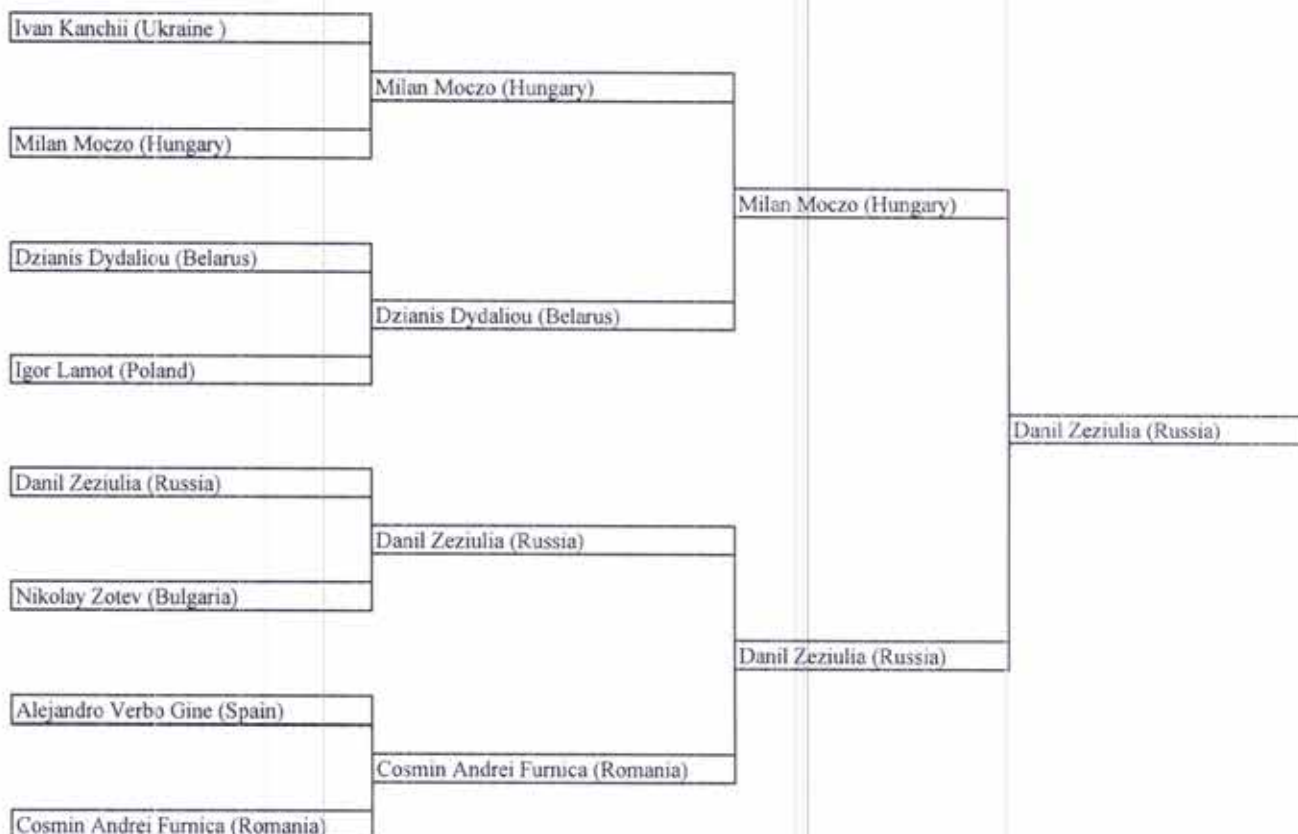 Ivan Kanchii (Ukraine )
Milan Moczo (Hungary)
Milan Moczo (Hungary)
Milan Moczo (Hungary)
Dzianis Dydaliou (Belarus)
Dzianis Dydaliou (Belarus)
Igor Lamot (Poland)
Danil Zeziulia (Russia)
Danil Zeziulia (Russia)
Danil Zeziulia (Russia)
Nikolay Zotev (Bulgaria)
Danil Zeziulia (Russia)
Alejandro Verbo Gine (Spain)
Cosmin Andrei Furnica (Romania)
Cosmin Andrei Furnica (Romania)